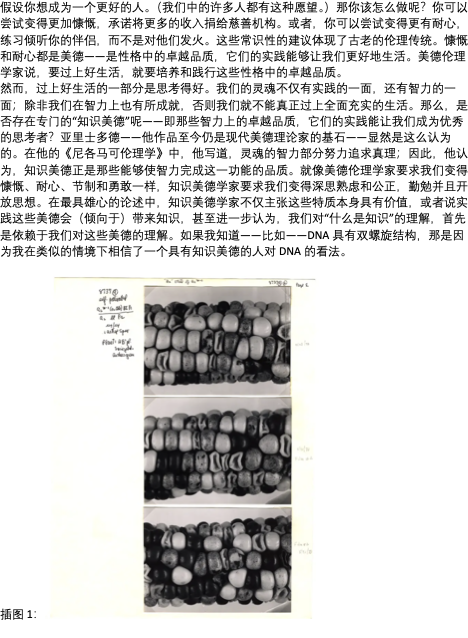 假设你想成为一个更好的人。（我们中的许多人都有这种愿望。）那你该怎么做呢？你可以
尝试变得更加慷慨，承诺将更多的收入捐给慈善机构。或者，你可以尝试变得更有耐心，
练习倾听你的伴侣，而不是对他们发火。这些常识性的建议体现了古老的伦理传统。慷慨
和耐心都是美德——是性格中的卓越品质，它们的实践能够让我们更好地生活。美德伦理
学家说，要过上好生活，就要培养和践行这些性格中的卓越品质。
然而，过上好生活的一部分是思考得好。我们的灵魂不仅有实践的一面，还有智力的一
面；除非我们在智力上也有所成就，否则我们就不能真正过上全面充实的生活。那么，是
否存在专门的“知识美德”呢——即那些智力上的卓越品质，它们的实践能让我们成为优秀
的思考者？亚里士多德——他作品至今仍是现代美德理论家的基石——显然是这么认为
的。在他的《尼各马可伦理学》中，他写道，灵魂的智力部分努力追求真理；因此，他认
为，知识美德正是那些能够使智力完成这一功能的品质。就像美德伦理学家要求我们变得
慷慨、耐心、节制和勇敢一样，知识美德学家要求我们变得深思熟虑和公正，勤勉并且开
放思想。在最具雄心的论述中，知识美德学家不仅主张这些特质本身具有价值，或者说实
践这些美德会（倾向于）带来知识，甚至进一步认为，我们对“什么是知识”的理解，首先
是依赖于我们对这些美德的理解。如果我知道——比如——DNA 具有双螺旋结构，那是因
为我在类似的情境下相信了一个具有知识美德的人对 DNA 的看法。
插图 1：